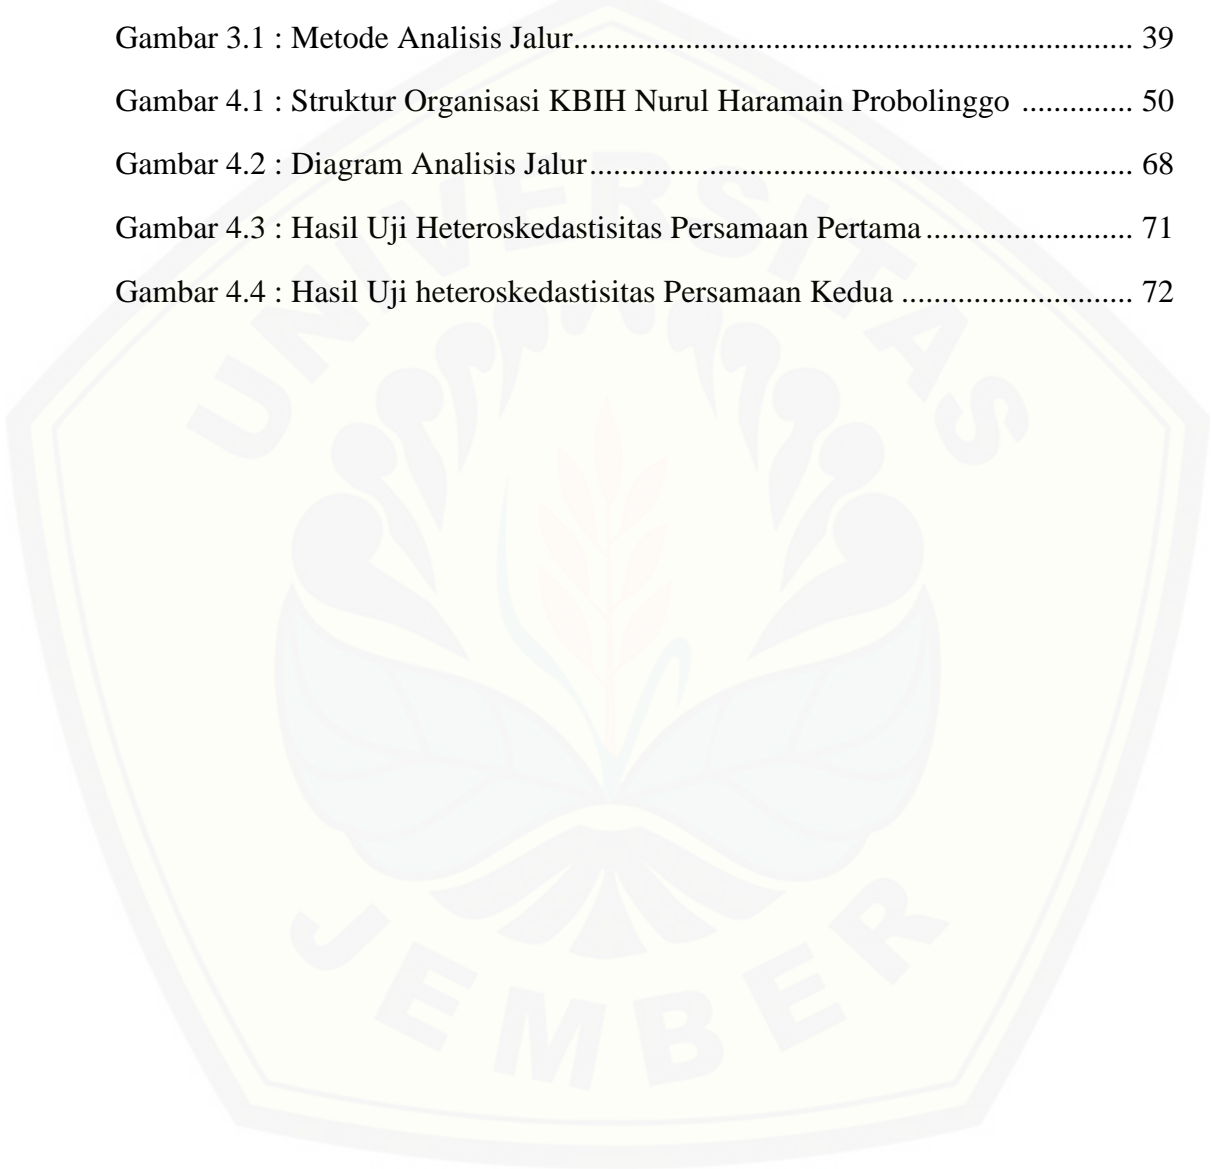 Gambar 3.1 : Metode Analisis Jalur..................................................................... 39
Gambar 4.1 : Struktur Organisasi KBIH Nurul Haramain Probolinggo .............. 50
Gambar 4.2 : Diagram Analisis Jalur................................................................... 68
Gambar 4.3 : Hasil Uji Heteroskedastisitas Persamaan Pertama.......................... 71
Gambar 4.4 : Hasil Uji heteroskedastisitas Persamaan Kedua ............................ 72
UNIVERSITAS
JEMBER